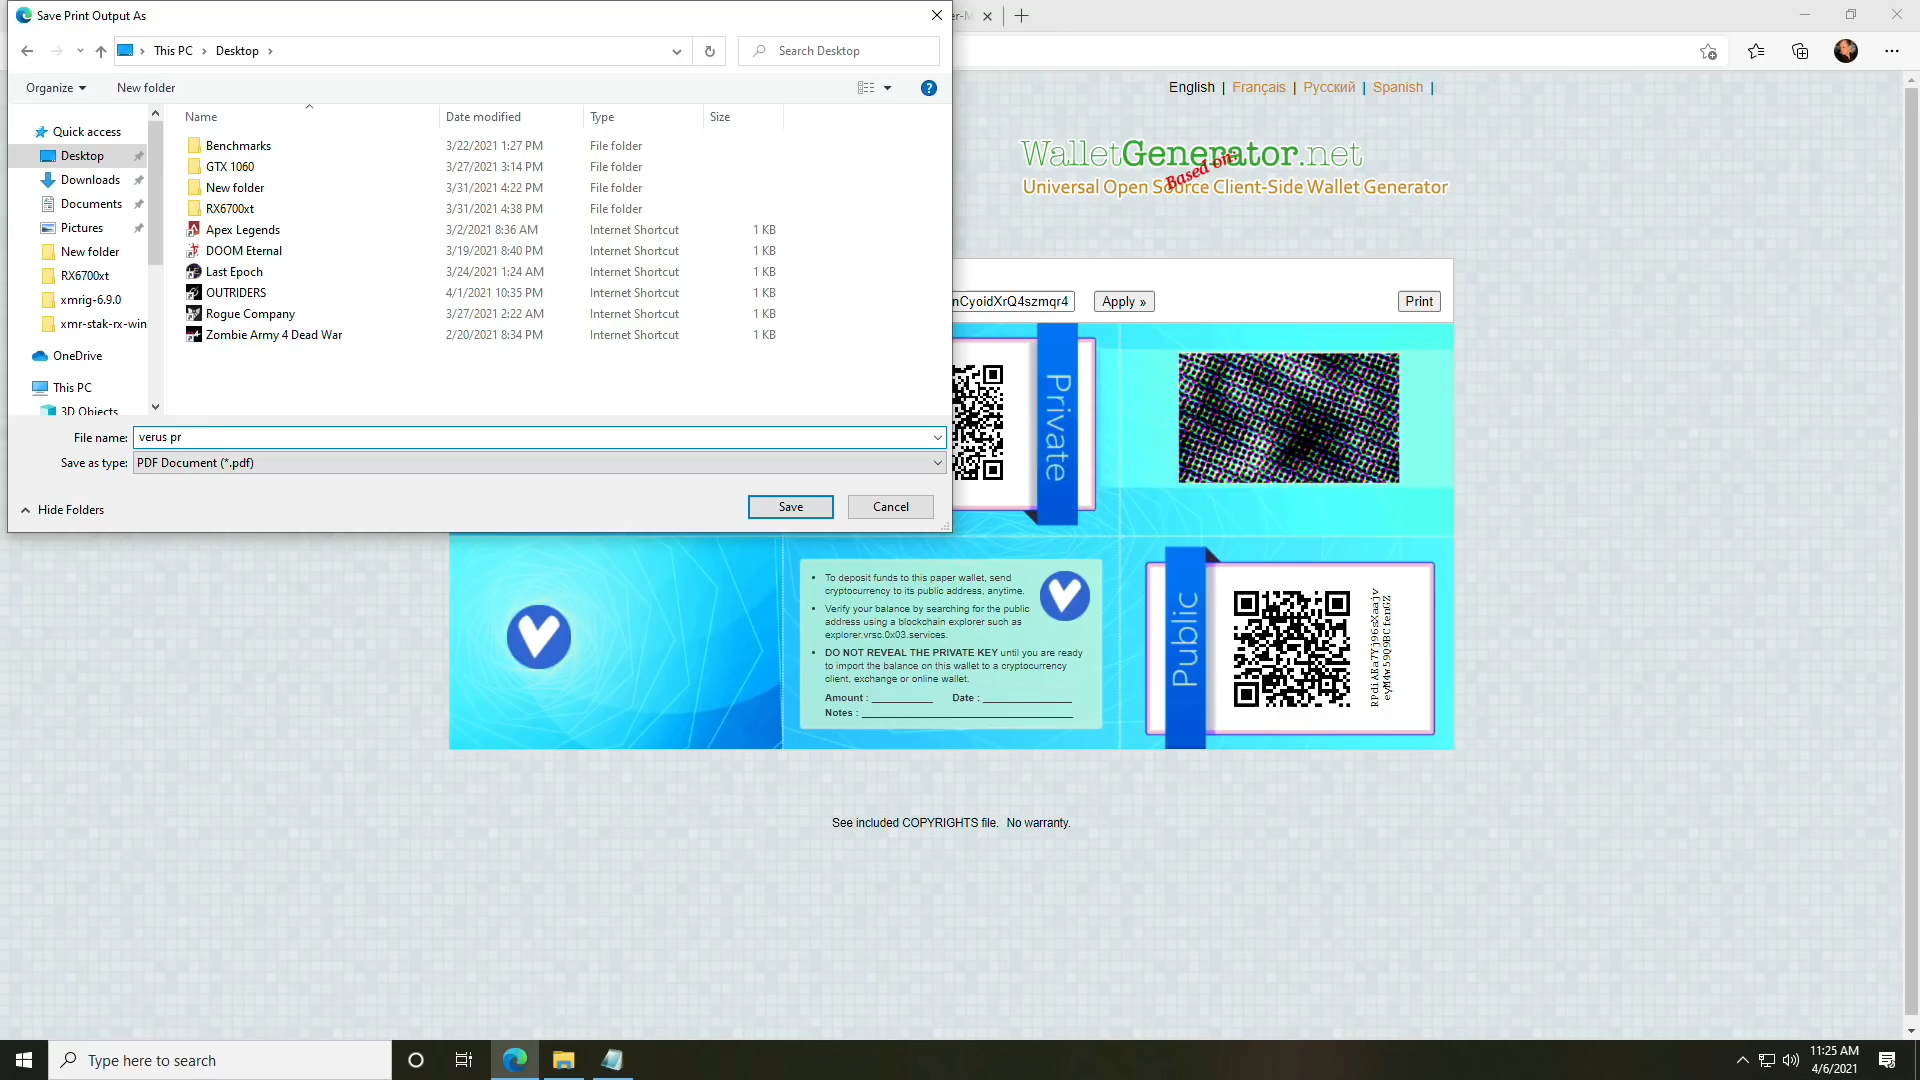 Save Print Output As
This PC
Desktop
Search Desktop
Organize
New folder
Name
Date modified
Type
Size
Quick access
Desktop
Downloads
Documents
Pictures
New folder
RX6700xt
xmrig-6.9.0
xmr-stak-rx-win
OneDrive
This PC
3D Objects
Benchmarks 3/22/2021 1:27 PM File folder
GTX 1060 3/27/2021 3:14 PM File folder
New folder 3/31/2021 4:22 PM File folder
RX6700xt 3/31/2021 4:38 PM File folder
Apex Legends 3/2/2021 8:36 AM Internet Shortcut 1 KB
DOOM Eternal 3/19/2021 8:40 PM Internet Shortcut 1 KB
Last Epoch 3/24/2021 1:24 AM Internet Shortcut 1 KB
OUTRIDERS 4/1/2021 10:35 PM Internet Shortcut 1 KB
Rogue Company 3/27/2021 2:22 AM Internet Shortcut 1 KB
Zombie Army 4 Dead War 2/20/2021 8:34 PM Internet Shortcut 1 KB
File name: verus pr
Save as type: PDF Document (*.pdf)
Hide Folders
Save
Cancel
English | Français | Русский | Spanish |
WalletGenerator.net
Based on:
Universal Open Source Client-Side Wallet Generator
nCyoidXrQ4szmqr4
Apply »
Print
Private
To deposit funds to this paper wallet, send
cryptocurrency to its public address, anytime.
Verify your balance by searching for the public
address using a blockchain explorer such as
explorer.vrsc.0x03.services.
DO NOT REVEAL THE PRIVATE KEY until you are ready
to import the balance on this wallet to a cryptocurrency
client, exchange or online wallet.
Amount : ___________ Date : ________________
Notes : ______________________________________
Public
RPdiAEa7Yj96sXaajv
eyM4w59Q9BCfenGZ
See included COPYRIGHTS file. No warranty.
Type here to search
11:25 AM
4/6/2021